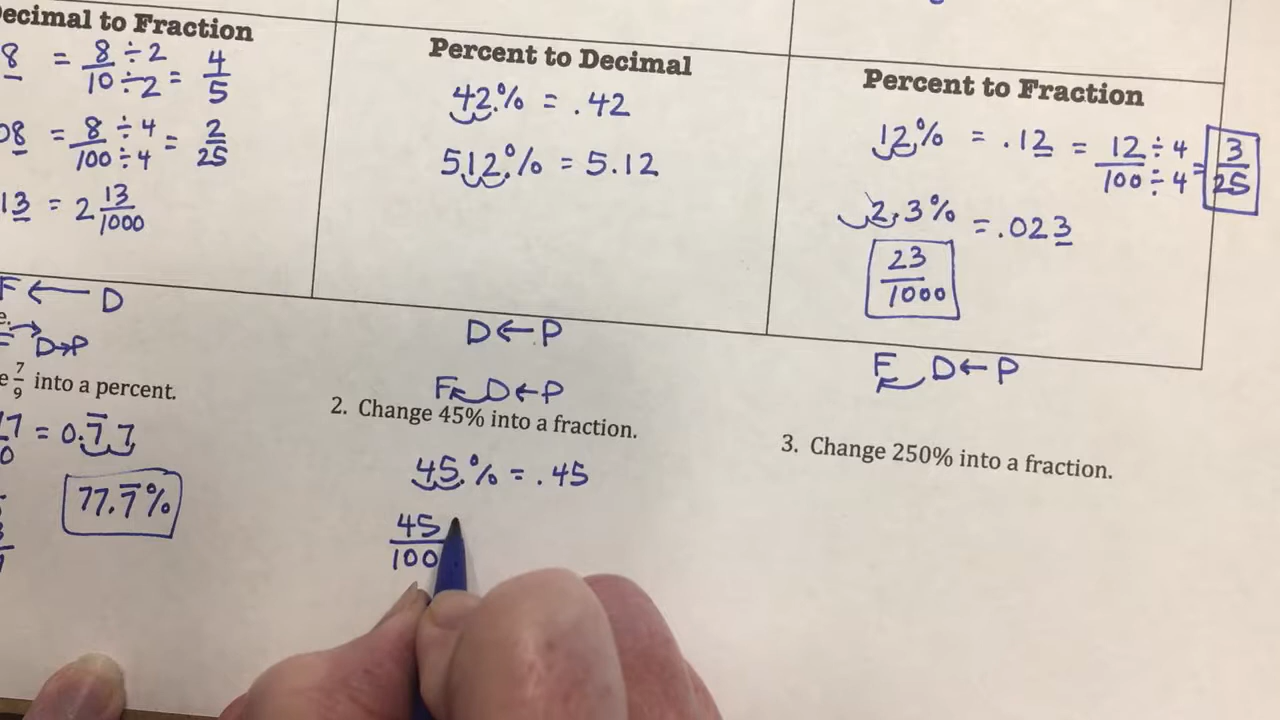 ecimal to Fraction
8 = 8/10 ÷2/÷2 = 4/5
08 = 8/100 ÷4/÷4 = 2/25
13 = 2 13/1000
F ← D
D→P
7/9 into a percent.
= 0.7̅7
77.7̅%
Percent to Decimal
42.% = .42
512.% = 5.12
D←P
F D←P
2. Change 45% into a fraction.
45.% = .45
45/100
Percent to Fraction
12% = .12 = 12/100 ÷4/÷4 = 3/25
2.3% = .023
23/1000
F D←P
3. Change 250% into a fraction.